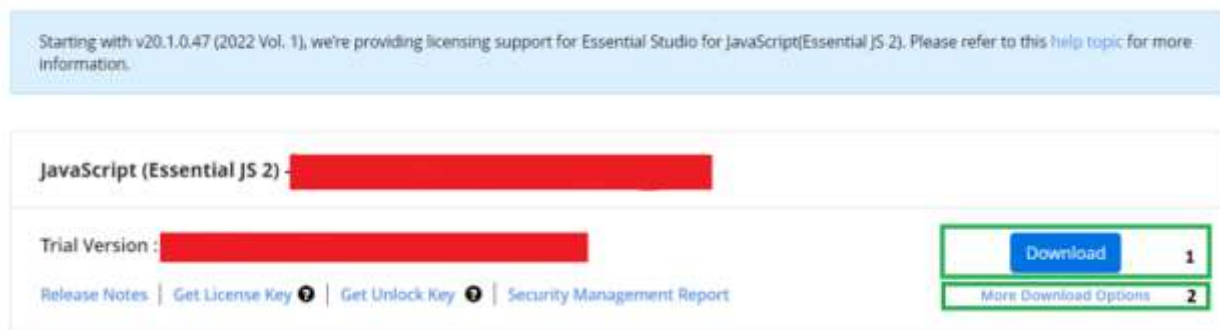 Starting with v20.1.0.47 (2022 Vol. 1), we're providing licensing support for Essential Studio for JavaScript(Essential JS 2). Please refer to this help topic for more
information.
JavaScript (Essential JS 2) -
Trial Version :
Download 1
Release Notes | Get License Key ? | Get Unlock Key ? | Security Management Report
More Download Options 2